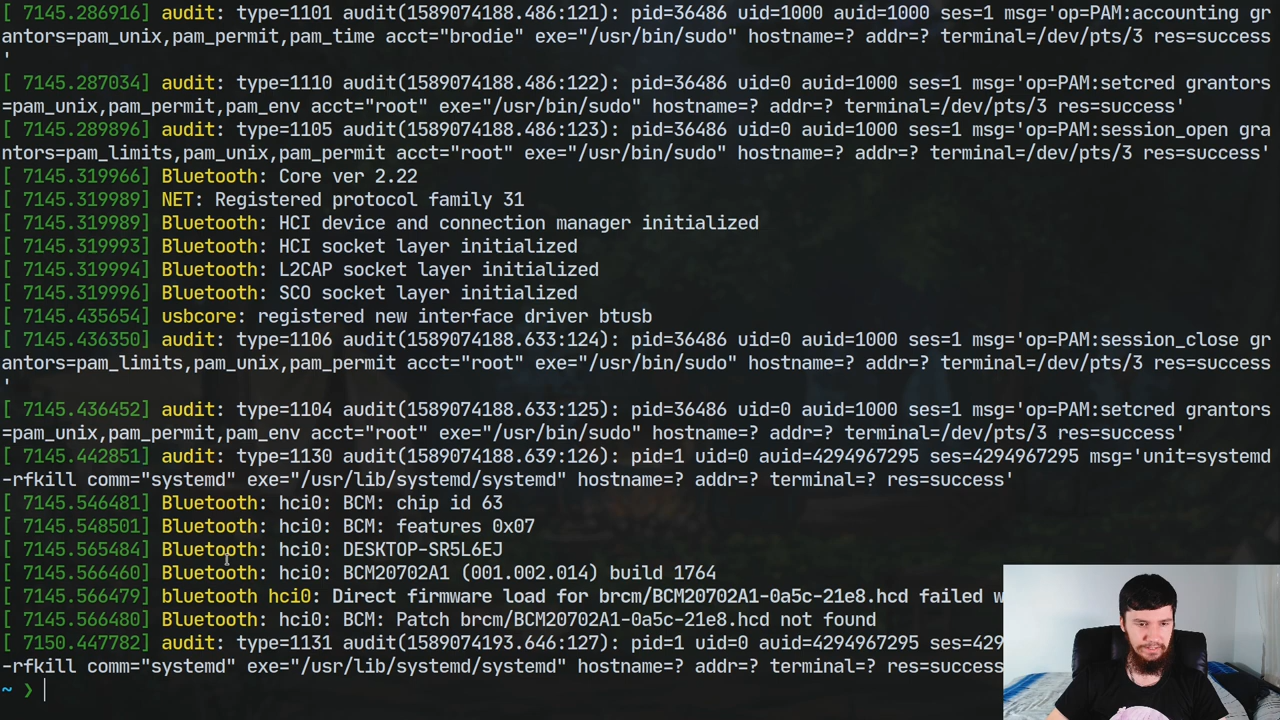 [ 7145.286916] audit: type=1101 audit(1589074188.486:121): pid=36486 uid=1000 auid=1000 ses=1 msg='op=PAM:accounting gr
antors=pam_unix,pam_permit,pam_time acct="brodie" exe="/usr/bin/sudo" hostname=? addr=? terminal=/dev/pts/3 res=success
'
[ 7145.287034] audit: type=1110 audit(1589074188.486:122): pid=36486 uid=0 auid=1000 ses=1 msg='op=PAM:setcred grantors
=pam_unix,pam_permit,pam_env acct="root" exe="/usr/bin/sudo" hostname=? addr=? terminal=/dev/pts/3 res=success'
[ 7145.289896] audit: type=1105 audit(1589074188.486:123): pid=36486 uid=0 auid=1000 ses=1 msg='op=PAM:session_open gra
ntors=pam_limits,pam_unix,pam_permit acct="root" exe="/usr/bin/sudo" hostname=? addr=? terminal=/dev/pts/3 res=success'
[ 7145.319966] Bluetooth: Core ver 2.22
[ 7145.319989] NET: Registered protocol family 31
[ 7145.319989] Bluetooth: HCI device and connection manager initialized
[ 7145.319993] Bluetooth: HCI socket layer initialized
[ 7145.319994] Bluetooth: L2CAP socket layer initialized
[ 7145.319996] Bluetooth: SCO socket layer initialized
[ 7145.435654] usbcore: registered new interface driver btusb
[ 7145.436350] audit: type=1106 audit(1589074188.633:124): pid=36486 uid=0 auid=1000 ses=1 msg='op=PAM:session_close gr
antors=pam_limits,pam_unix,pam_permit acct="root" exe="/usr/bin/sudo" hostname=? addr=? terminal=/dev/pts/3 res=success
'
[ 7145.436452] audit: type=1104 audit(1589074188.633:125): pid=36486 uid=0 auid=1000 ses=1 msg='op=PAM:setcred grantors
=pam_unix,pam_permit,pam_env acct="root" exe="/usr/bin/sudo" hostname=? addr=? terminal=/dev/pts/3 res=success'
[ 7145.442851] audit: type=1130 audit(1589074188.639:126): pid=1 uid=0 auid=4294967295 ses=4294967295 msg='unit=systemd
-rfkill comm="systemd" exe="/usr/lib/systemd/systemd" hostname=? addr=? terminal=? res=success'
[ 7145.546481] Bluetooth: hci0: BCM: chip id 63
[ 7145.548501] Bluetooth: hci0: BCM: features 0x07
[ 7145.565484] Bluetooth: hci0: DESKTOP-SR5L6EJ
[ 7145.566460] Bluetooth: hci0: BCM20702A1 (001.002.014) build 1764
[ 7145.566479] bluetooth hci0: Direct firmware load for brcm/BCM20702A1-0a5c-21e8.hcd failed w
[ 7145.566480] Bluetooth: hci0: BCM: Patch brcm/BCM20702A1-0a5c-21e8.hcd not found
[ 7150.447782] audit: type=1131 audit(1589074193.646:127): pid=1 uid=0 auid=4294967295 ses=429
-rfkill comm="systemd" exe="/usr/lib/systemd/systemd" hostname=? addr=? terminal=? res=success
~ ❯